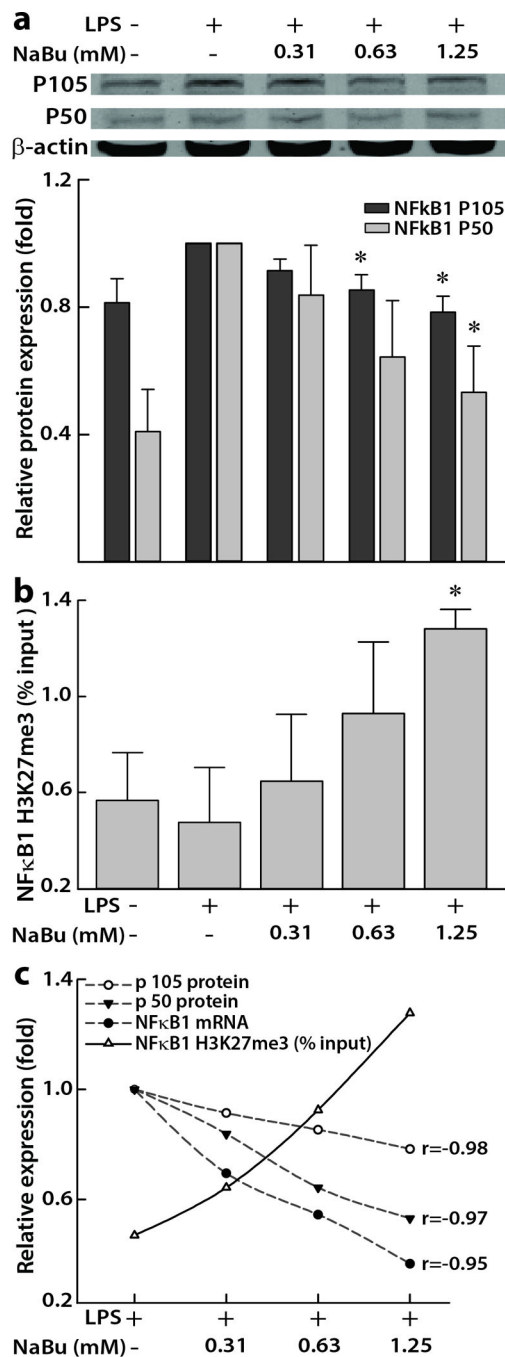 a
LPS - + + + +
NaBu (mM) - - 0.31 0.63 1.25
P105
P50
β-actin
Relative protein expression (fold)
NFkB1 P105
NFkB1 P50
0.8
0.4
* * *
b
NFκB1 H3K27me3 (% input)
1.4
1.0
0.6
0.2
*
LPS - + + + +
NaBu (mM) - - 0.31 0.63 1.25
c
Relative expression (fold)
1.4
1.0
0.6
0.2
p 105 protein
p 50 protein
NFκB1 mRNA
NFκB1 H3K27me3 (% input)
r=-0.98
r=-0.97
r=-0.95
LPS + + + +
NaBu (mM) - 0.31 0.63 1.25